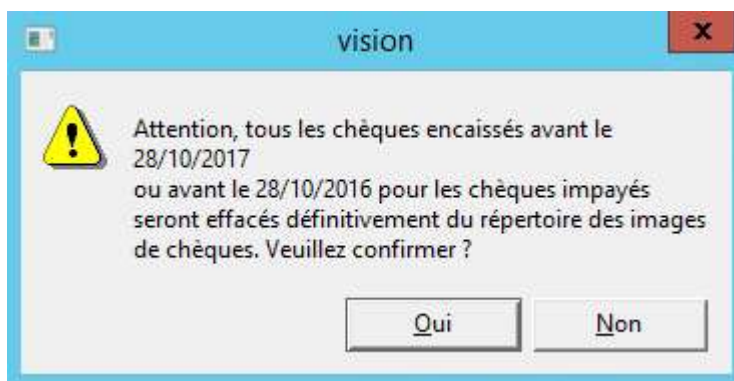 vision
x
Attention, tous les chèques encaissés avant le
28/10/2017
ou avant le 28/10/2016 pour les chèques impayés
seront effacés définitivement du répertoire des images
de chèques. Veuillez confirmer ?
Oui
Non